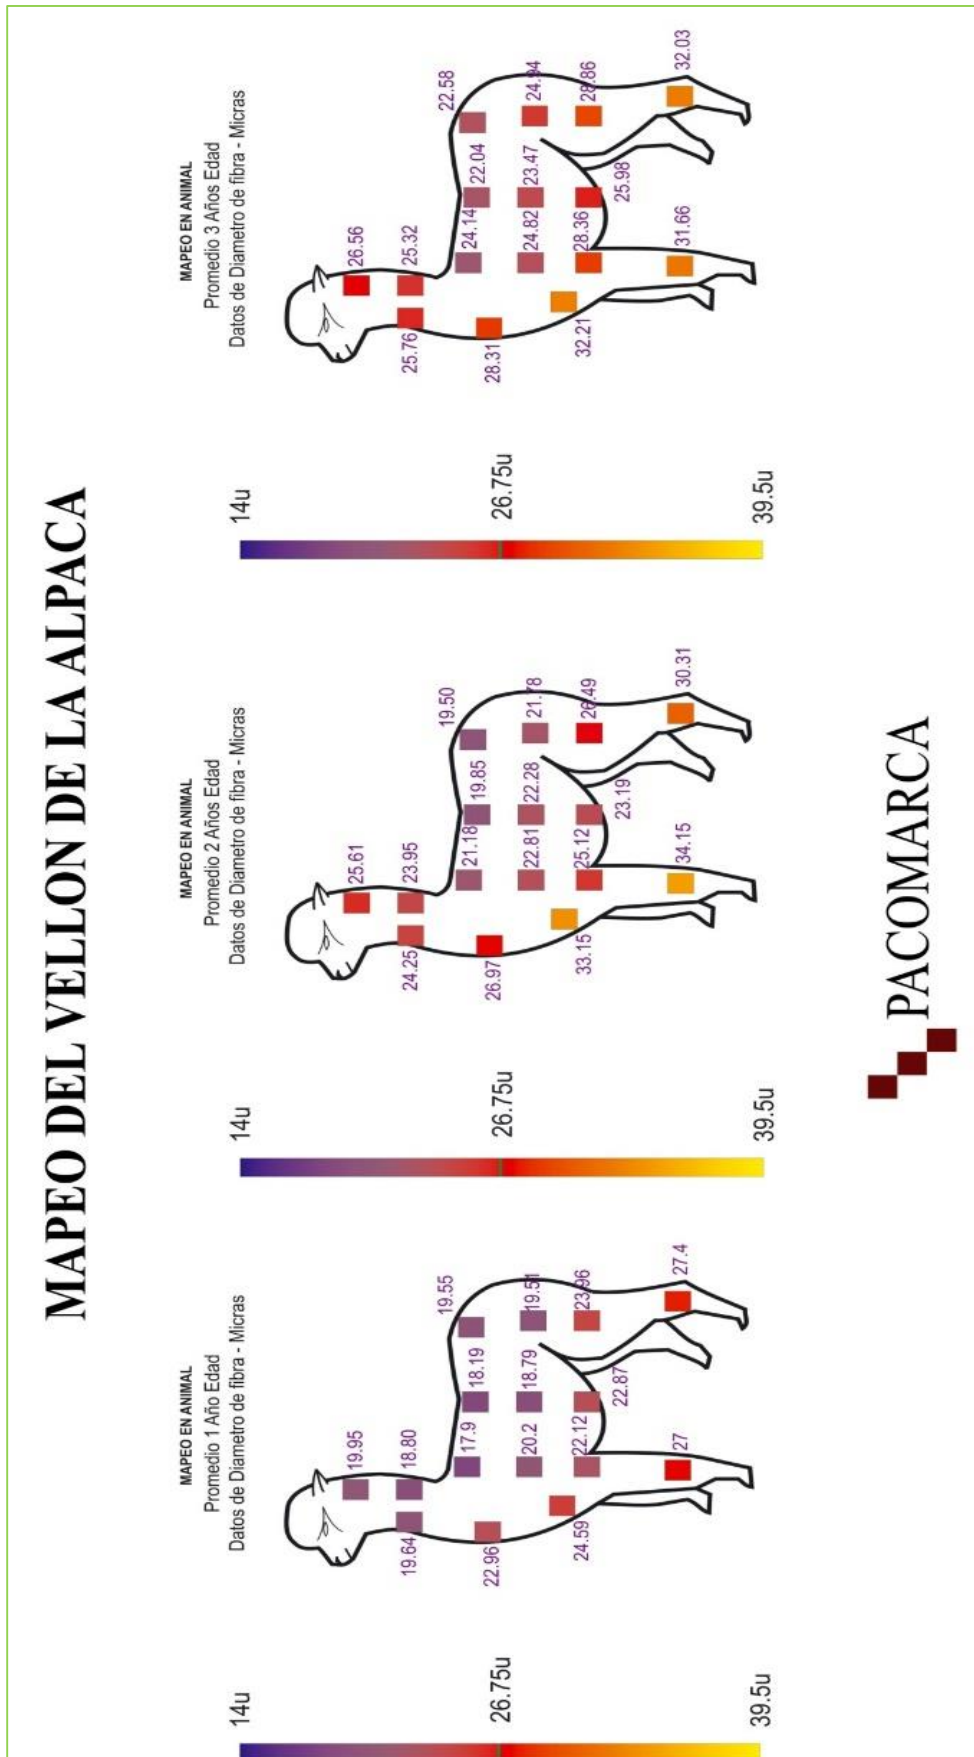 MAPEO DEL VELLON DE LA ALPACA
MAPEO EN ANIMAL
Promedio 1 Año Edad
Datos de Diametro de fibra - Micras
14u
26.75u
39.5u
19.95
19.64
18.80
19.55
17.9
18.19
22.96
20.2
18.79
19.51
24.59
22.12
22.87
23.96
27
27.4
MAPEO EN ANIMAL
Promedio 2 Años Edad
Datos de Diametro de fibra - Micras
14u
26.75u
39.5u
25.61
24.25
23.95
19.50
21.18
19.85
26.97
22.81
22.28
21.78
33.15
25.12
23.19
26.49
34.15
30.31
MAPEO EN ANIMAL
Promedio 3 Años Edad
Datos de Diametro de fibra - Micras
14u
26.75u
39.5u
26.56
25.76
25.32
22.58
24.14
22.04
28.31
24.82
23.47
24.94
32.21
28.36
25.98
28.86
31.66
32.03
PACOMARCA